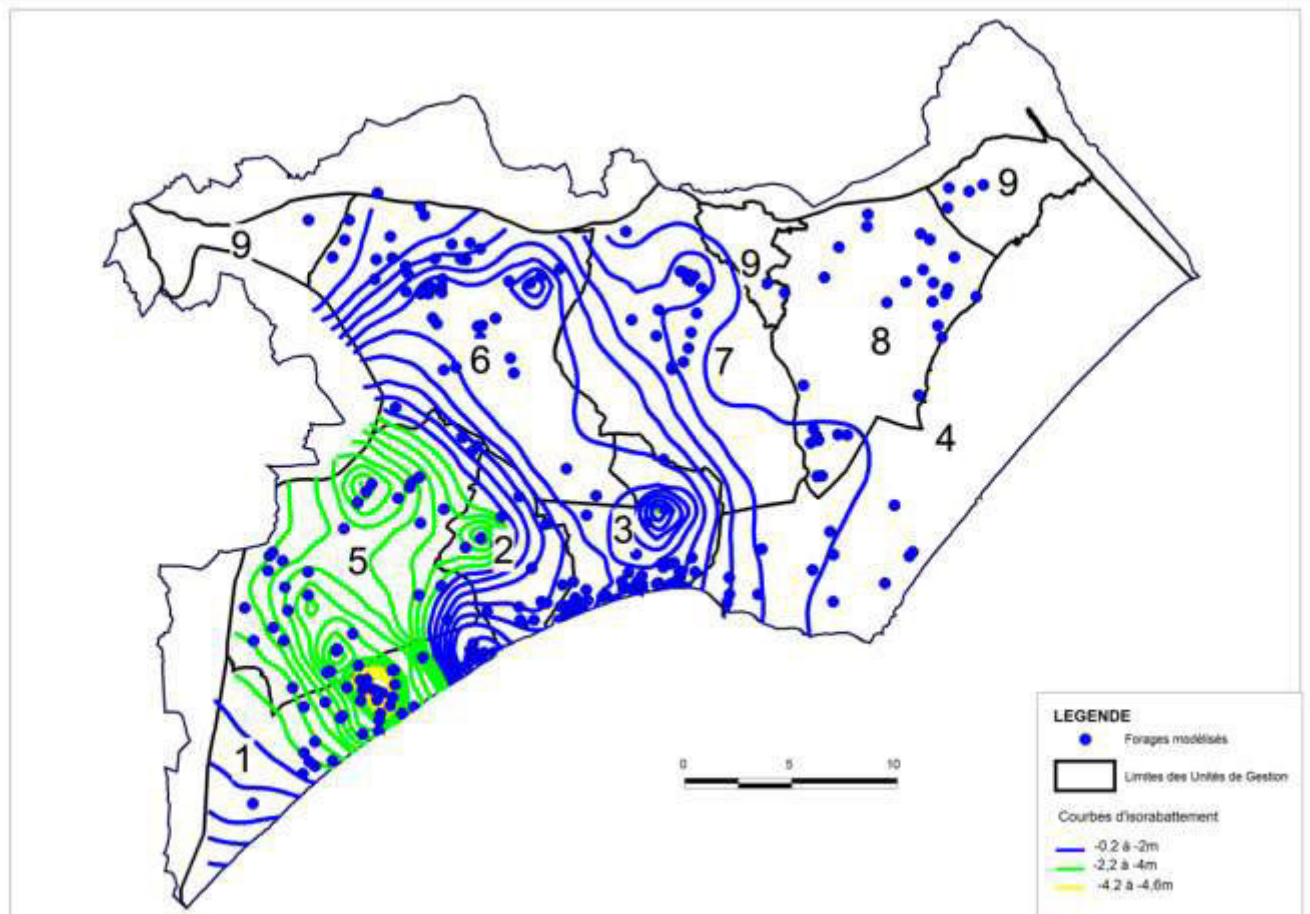 9
9
9
6
7
8
4
3
2
5
1
0 5 10
LEGENDE
Forages modélisés
Limites des Unités de Gestion
Courbes d'isorabattement
-0.2 à -2m
-2,2 à -4m
-4.2 à -4,6m